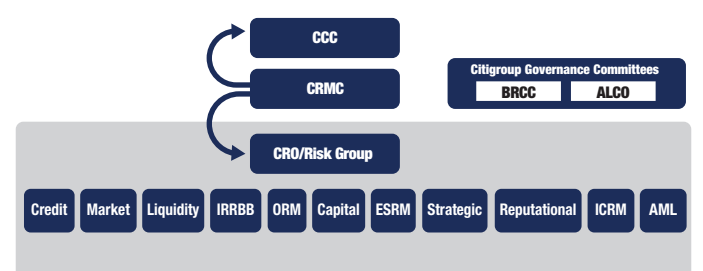 CCC
CRMC
Citigroup Governance Committees
BRCC ALCO
CRO/Risk Group
Credit Market Liquidity IRRBB ORM Capital ESRM Strategic Reputational ICRM AML